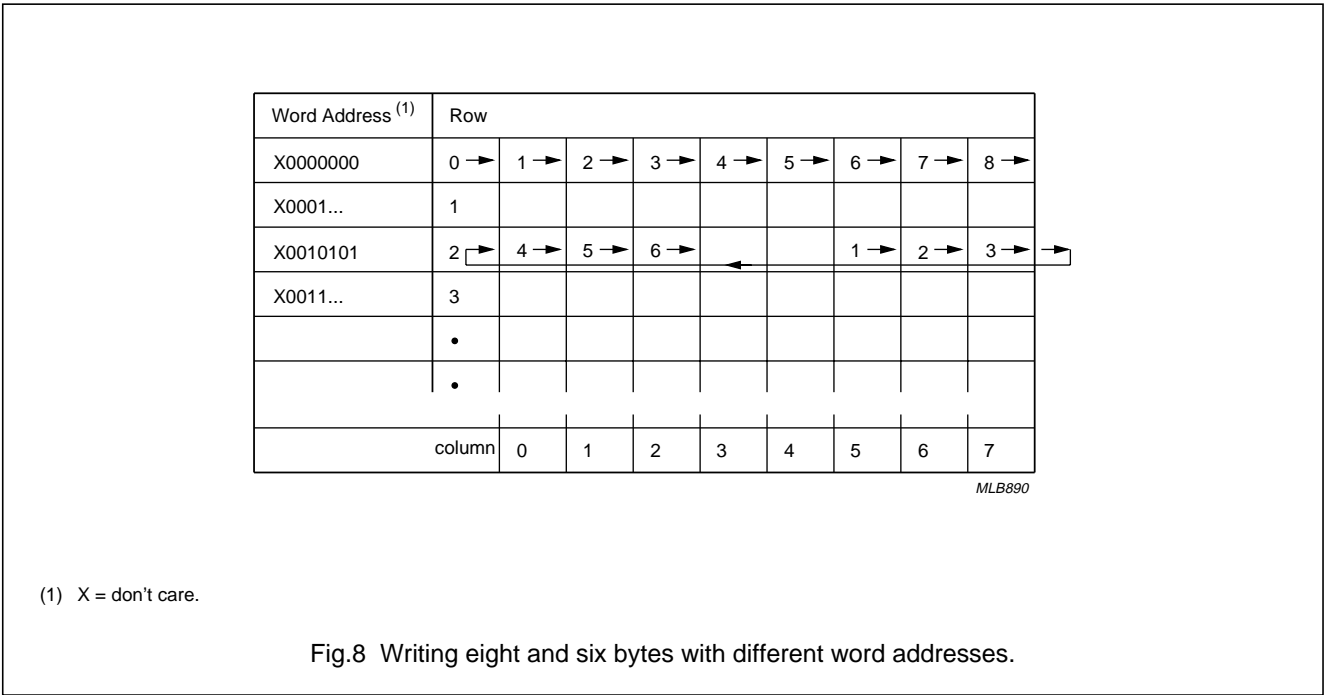 Word Address (1) Row
X0000000 0 1 2 3 4 5 6 7 8
X0001... 1
X0010101 2 4 5 6 1 2 3
X0011... 3
•
•
column 0 1 2 3 4 5 6 7
MLB890
(1) X = don't care.
Fig.8 Writing eight and six bytes with different word addresses.